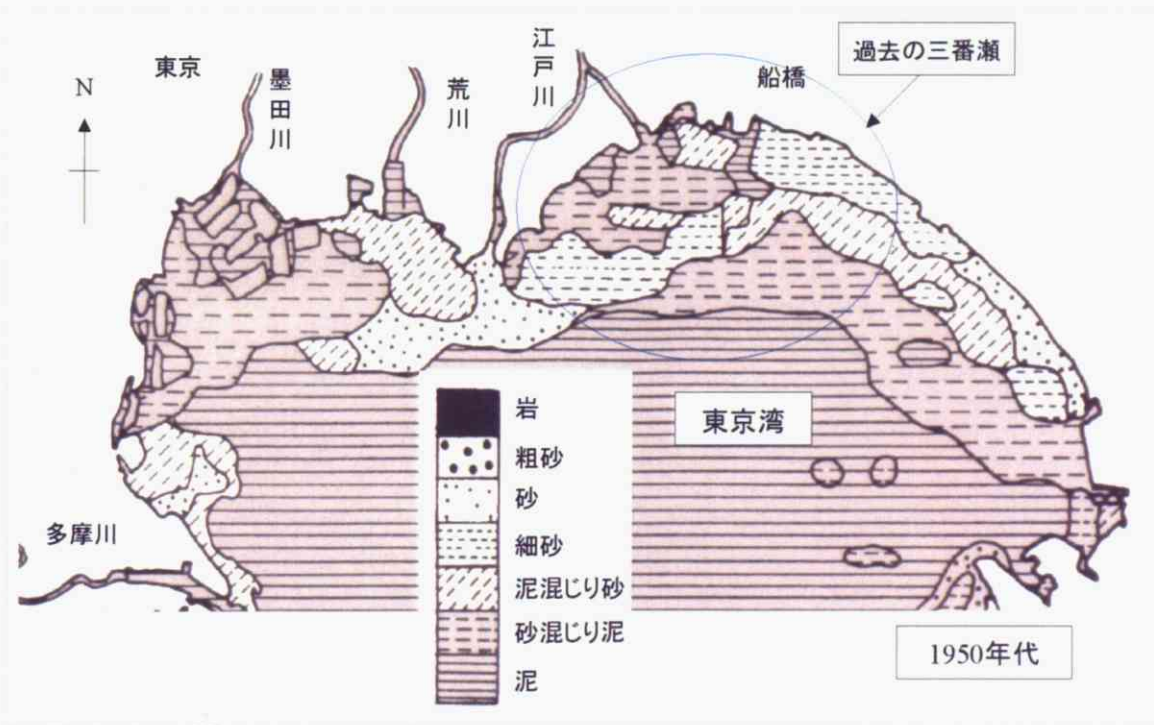 東京
墨田川
荒川
江戸川
船橋
過去の三番瀬
N
東京湾
岩
粗砂
砂
細砂
泥混じり砂
砂混じり泥
泥
多摩川
1950年代